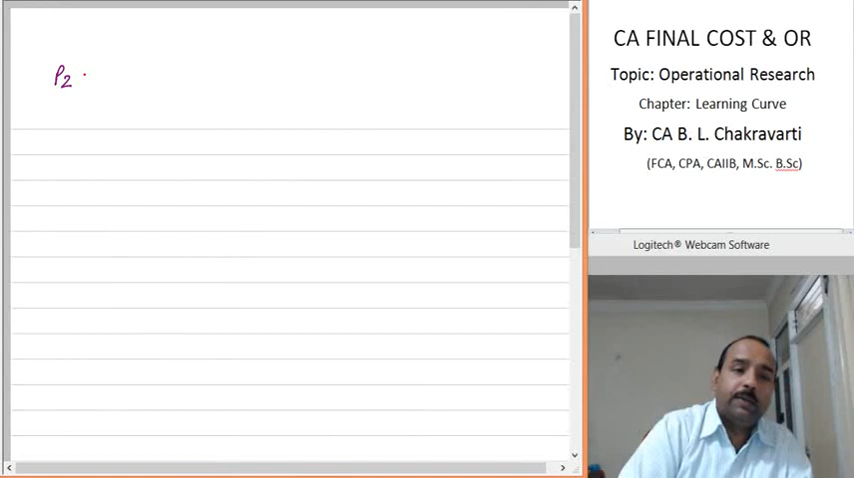 P2 .
CA FINAL COST & OR
Topic: Operational Research
Chapter: Learning Curve
By: CA B. L. Chakravarti
(FCA, CPA, CAIIB, M.Sc. B.Sc)
Logitech® Webcam Software